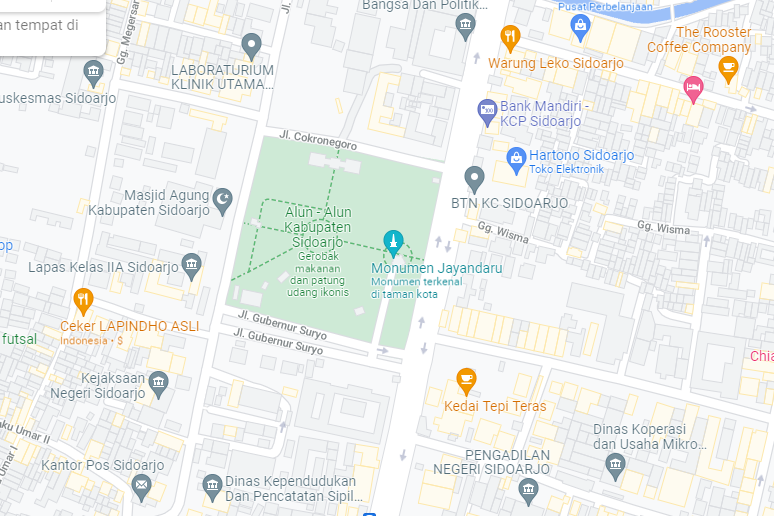 an tempat di
Gg. Megersari
Jl.
Bangsa Dan Politik...
Pusat Perbelanjaan
The Rooster
Coffee Company
Warung Leko Sidoarjo
LABORATURIUM
KLINIK UTAMA...
uskesmas Sidoarjo
Bank Mandiri -
KCP Sidoarjo
Jl. Cokronegoro
Hartono Sidoarjo
Toko Elektronik
Masjid Agung
Kabupaten Sidoarjo
BTN KC SIDOARJO
Alun - Alun
Kabupaten
Sidoarjo
Gerobak
makanan
dan patung
udang ikonis
Gg. Wisma
Gg. Wisma
op
Lapas Kelas IIA Sidoarjo
Monumen Jayandaru
Monumen terkenal
di taman kota
Ceker LAPINDHO ASLI
Indonesia • $
Jl. Gubernur Suryo
Jl. Gubernur Suryo
futsal
Chia
Kejaksaan
Negeri Sidoarjo
Kedai Tepi Teras
ku Umar II
Umar I
Dinas Koperasi
dan Usaha Mikro...
PENGADILAN
NEGERI SIDOARJO
Kantor Pos Sidoarjo
Dinas Kependudukan
Dan Pencatatan Sipil...